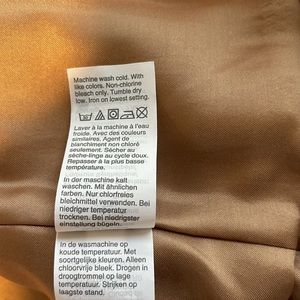 Machine wash cold. With
like colors. Non-chlorine
bleach only. Tumble dry
low. Iron on lowest setting.
Laver à la machine à l'eau
froide. Avec des couleurs
similaires. Agent de
blanchiment non chloré
seulement. Sécher au
sèche-linge au cycle doux.
Repasser à la plus basse
température.
In der maschine kalt
waschen. Mit ähnlichen
farben. Nur chlorfreies
bleichmittel verwenden. Bei
niedriger temperatur
trocknen. Bei niedrigster
einstellung bügeln.
In de wasmachine op
koude temperatuur. Met
soortgelijke kleuren. Alleen
chloorvrije bleek. Drogen in
droogtrommel op lage
temperatuur. Strijken op
laagste stand.